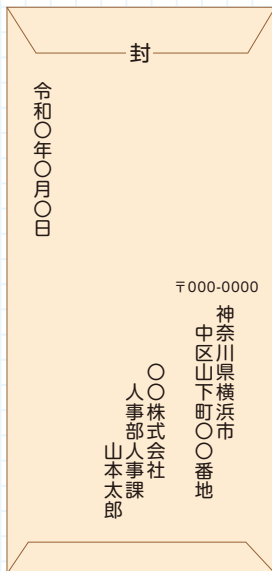 封
令和〇年〇月〇日
〒000-0000
神奈川県横浜市
中区山下町〇〇番地
〇〇株式会社
人事部人事課
山本太郎